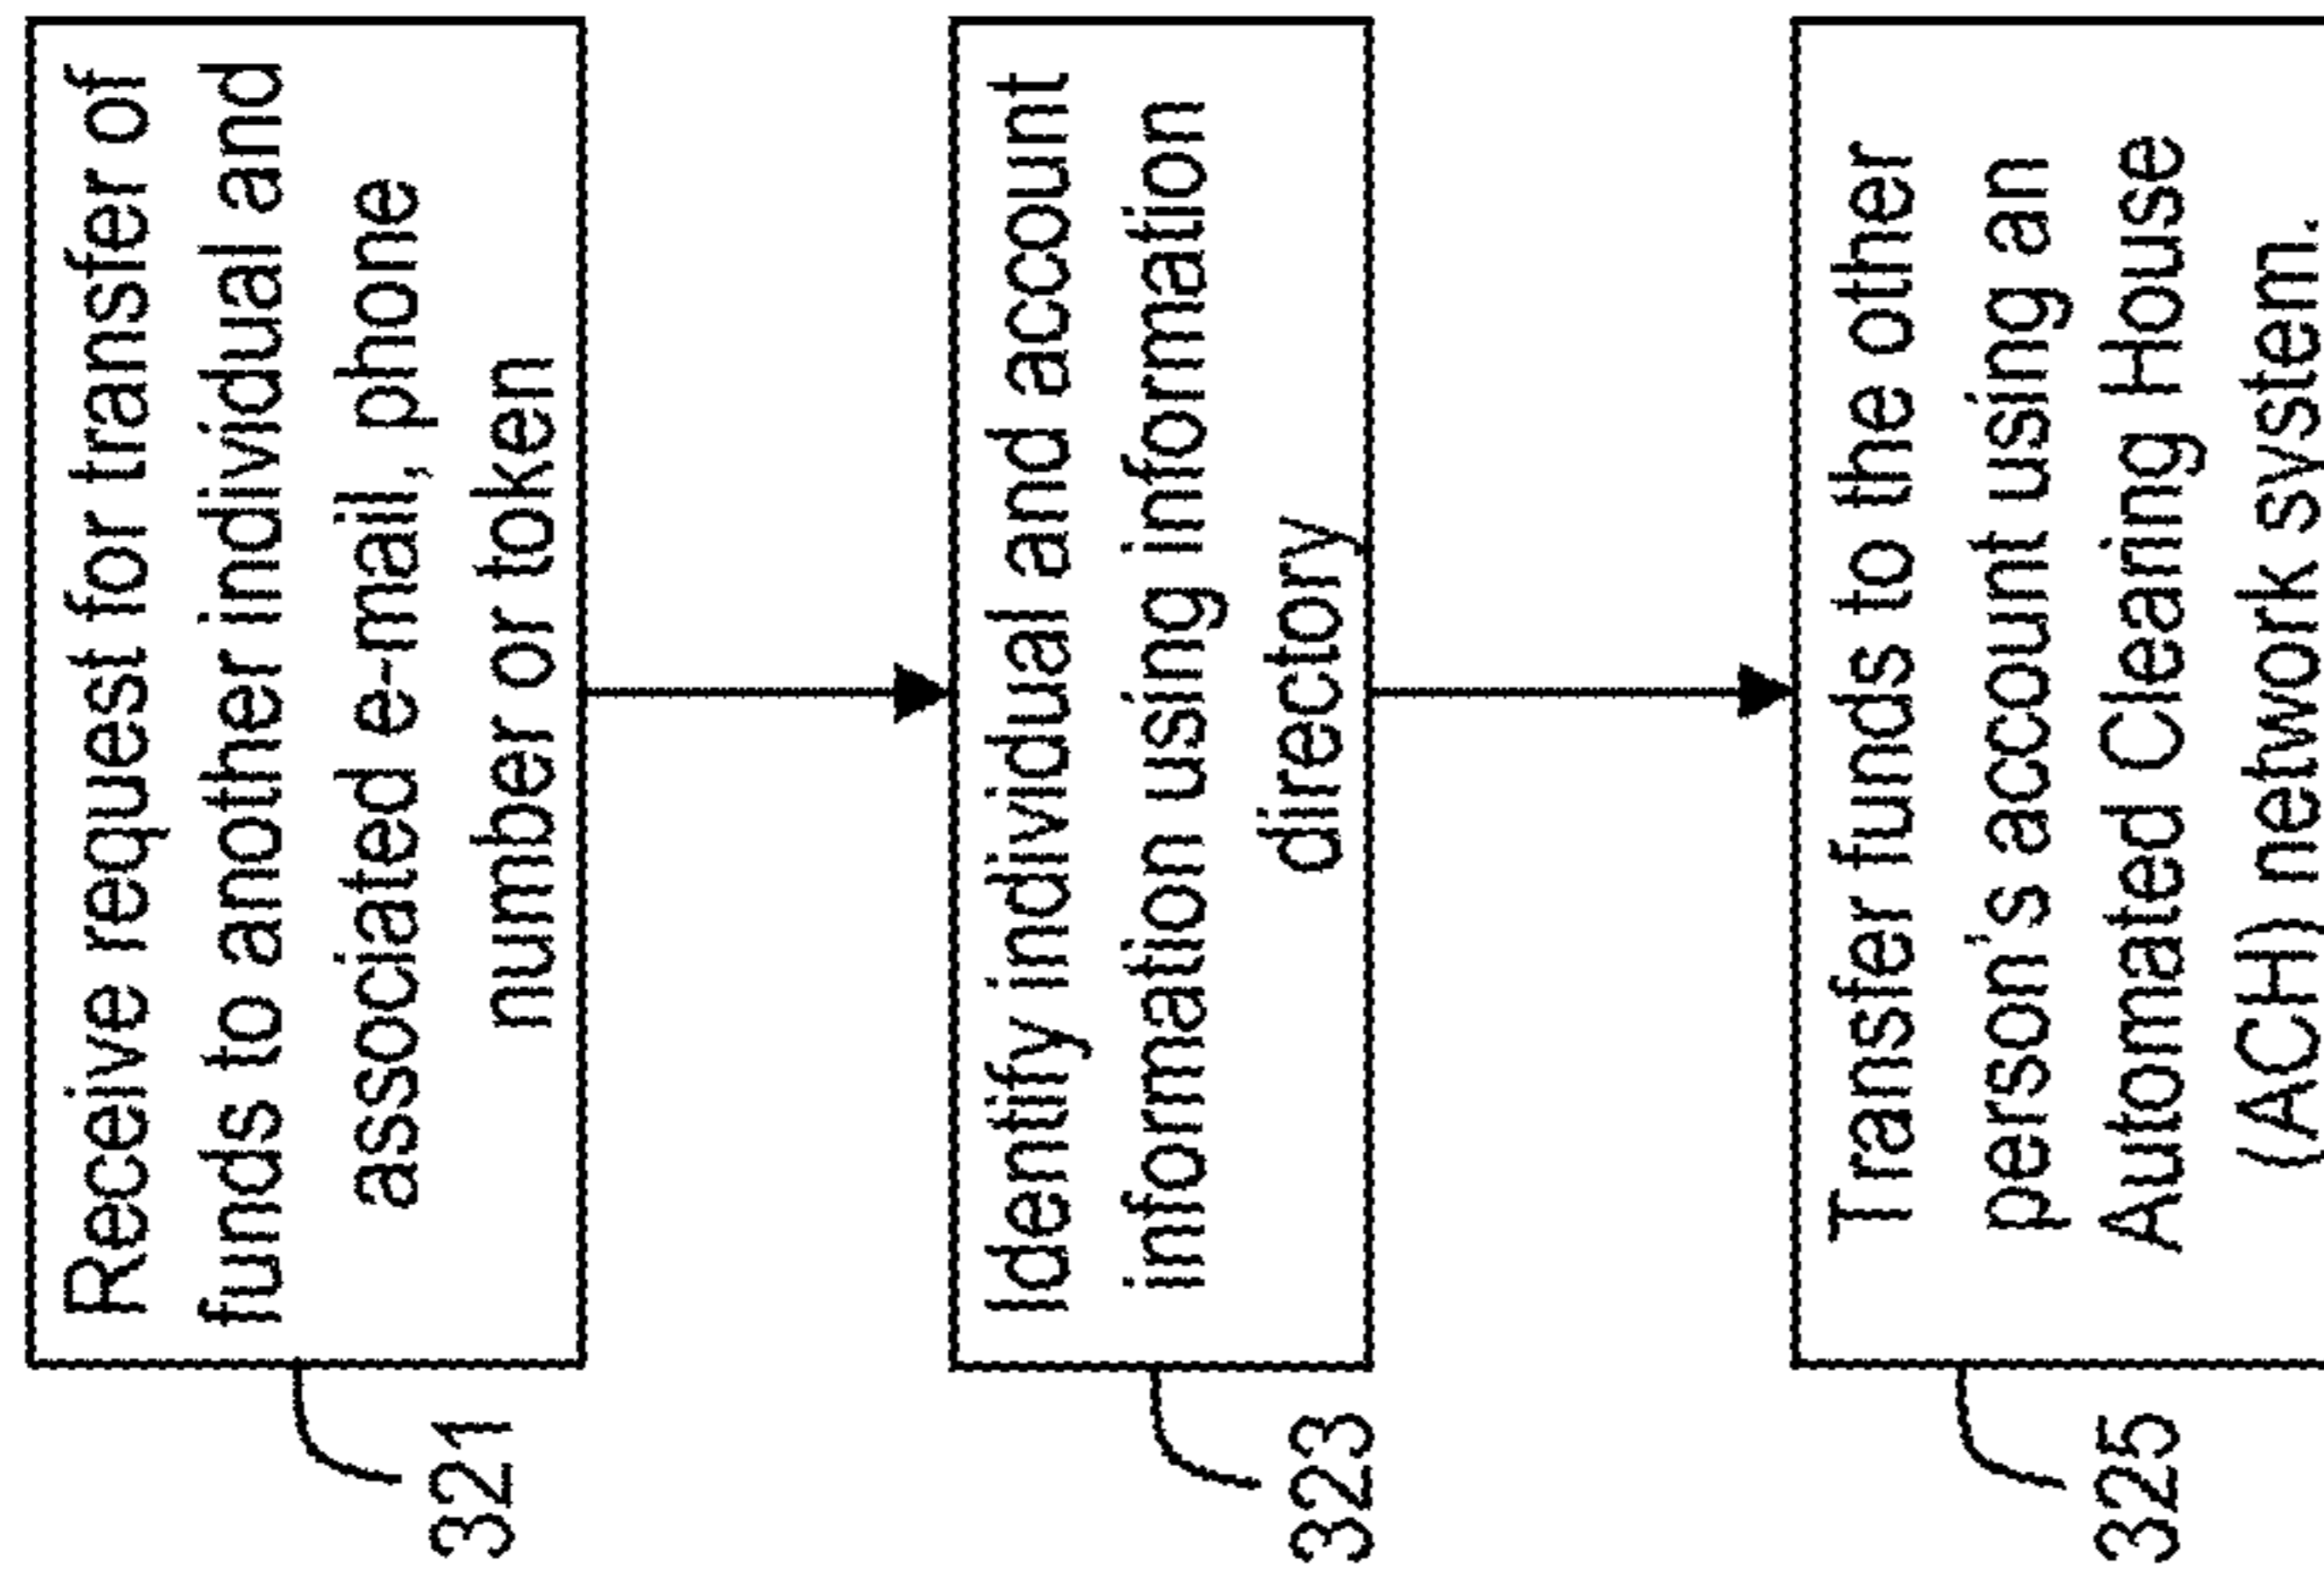 Receive request for transfer of
funds to another individual and
associated e-mail, phone
number or token
321
Identify individual and account
information using information
directory
323
Transfer funds to the other
person's account using an
Automated Clearing House
(ACH) network system.
325